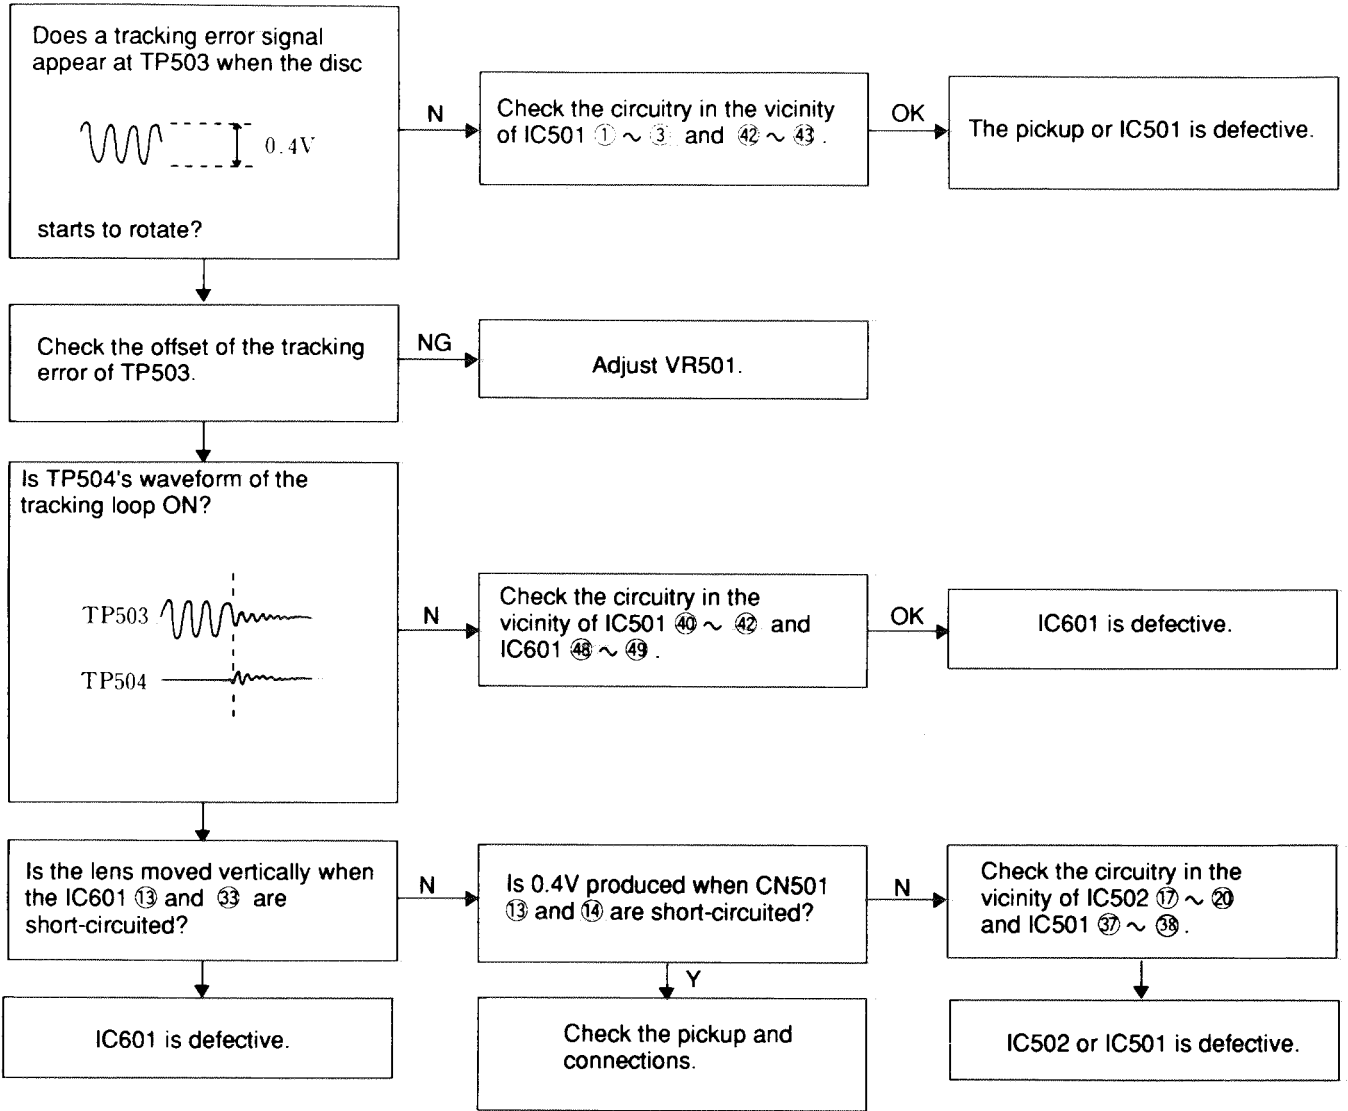 Does a tracking error signal
appear at TP503 when the disc
0.4V
starts to rotate?
N
Check the circuitry in the vicinity
of IC501 ① ~ ③ and ㊷ ~ ㊸ .
OK
The pickup or IC501 is defective.
Check the offset of the tracking
error of TP503.
NG
Adjust VR501.
Is TP504's waveform of the
tracking loop ON?
TP503
TP504
N
Check the circuitry in the
vicinity of IC501 ㊵ ~ ㊷ and
IC601 ㊽ ~ ㊾ .
OK
IC601 is defective.
Is the lens moved vertically when
the IC601 ⑬ and ㉝ are
short-circuited?
N
Is 0.4V produced when CN501
⑬ and ⑭ are short-circuited?
N
Check the circuitry in the
vicinity of IC502 ⑰ ~ ⑳
and IC501 ㊲ ~ ㊳ .
Y
IC601 is defective.
Check the pickup and
connections.
IC502 or IC501 is defective.